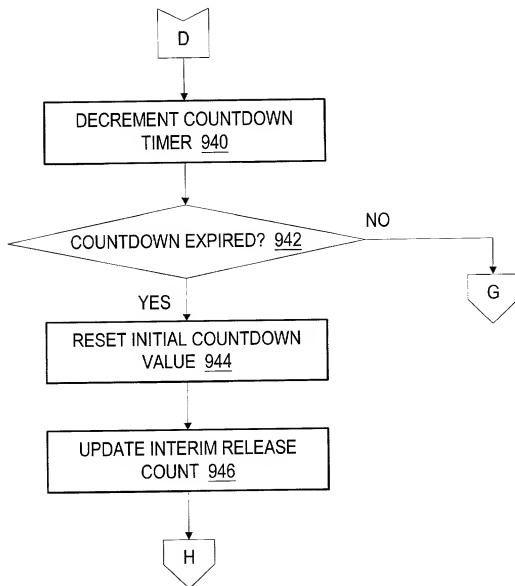 D
DECREMENT COUNTDOWN
TIMER 940
COUNTDOWN EXPIRED? 942
NO
G
YES
RESET INITIAL COUNTDOWN
VALUE 944
UPDATE INTERIM RELEASE
COUNT 946
H